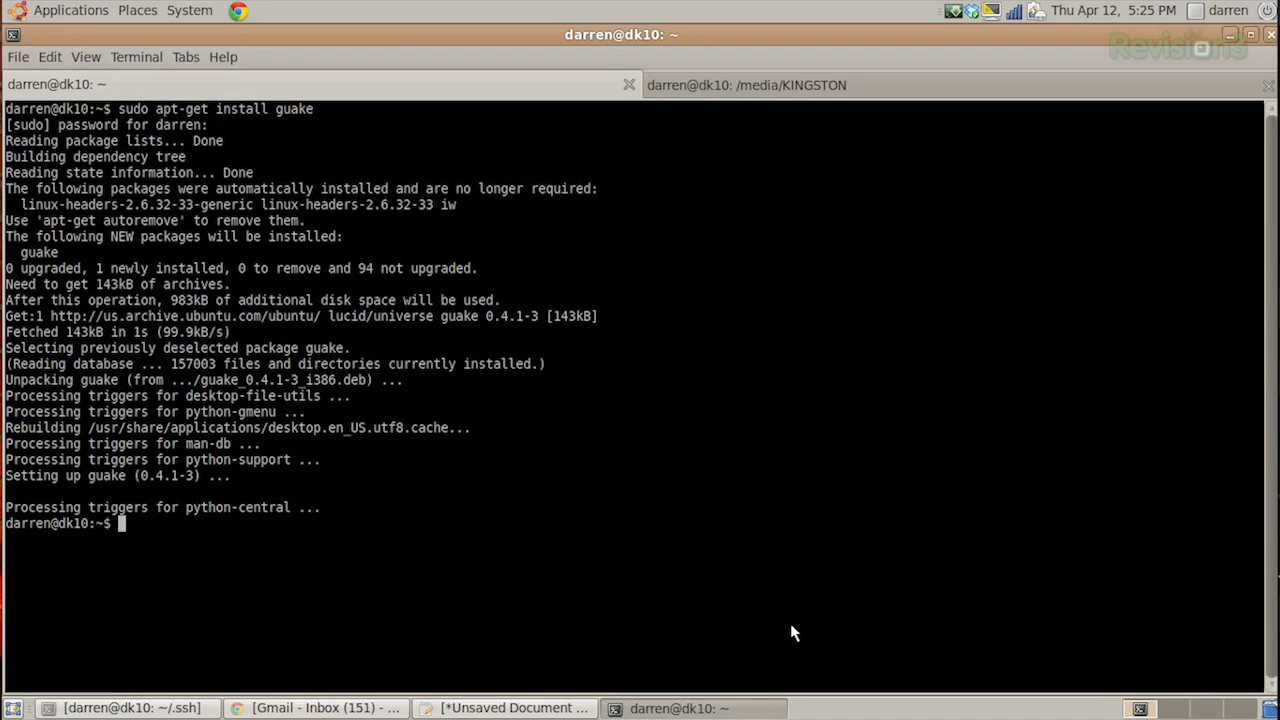 Applications Places System
Thu Apr 12, 5:25 PM darren
darren@dk10: ~
Revision3
File Edit View Terminal Tabs Help
darren@dk10: ~
darren@dk10: /media/KINGSTON
darren@dk10:~$ sudo apt-get install guake
[sudo] password for darren:
Reading package lists... Done
Building dependency tree
Reading state information... Done
The following packages were automatically installed and are no longer required:
linux-headers-2.6.32-33-generic linux-headers-2.6.32-33 iw
Use 'apt-get autoremove' to remove them.
The following NEW packages will be installed:
guake
0 upgraded, 1 newly installed, 0 to remove and 94 not upgraded.
Need to get 143kB of archives.
After this operation, 983kB of additional disk space will be used.
Get:1 http://us.archive.ubuntu.com/ubuntu/ lucid/universe guake 0.4.1-3 [143kB]
Fetched 143kB in 1s (99.9kB/s)
Selecting previously deselected package guake.
(Reading database ... 157003 files and directories currently installed.)
Unpacking guake (from .../guake_0.4.1-3_i386.deb) ...
Processing triggers for desktop-file-utils ...
Processing triggers for python-gmenu ...
Rebuilding /usr/share/applications/desktop.en_US.utf8.cache...
Processing triggers for man-db ...
Processing triggers for python-support ...
Setting up guake (0.4.1-3) ...
Processing triggers for python-central ...
darren@dk10:~$
[darren@dk10: ~/.ssh] [Gmail - Inbox (151) - ... [*Unsaved Document ... darren@dk10: ~